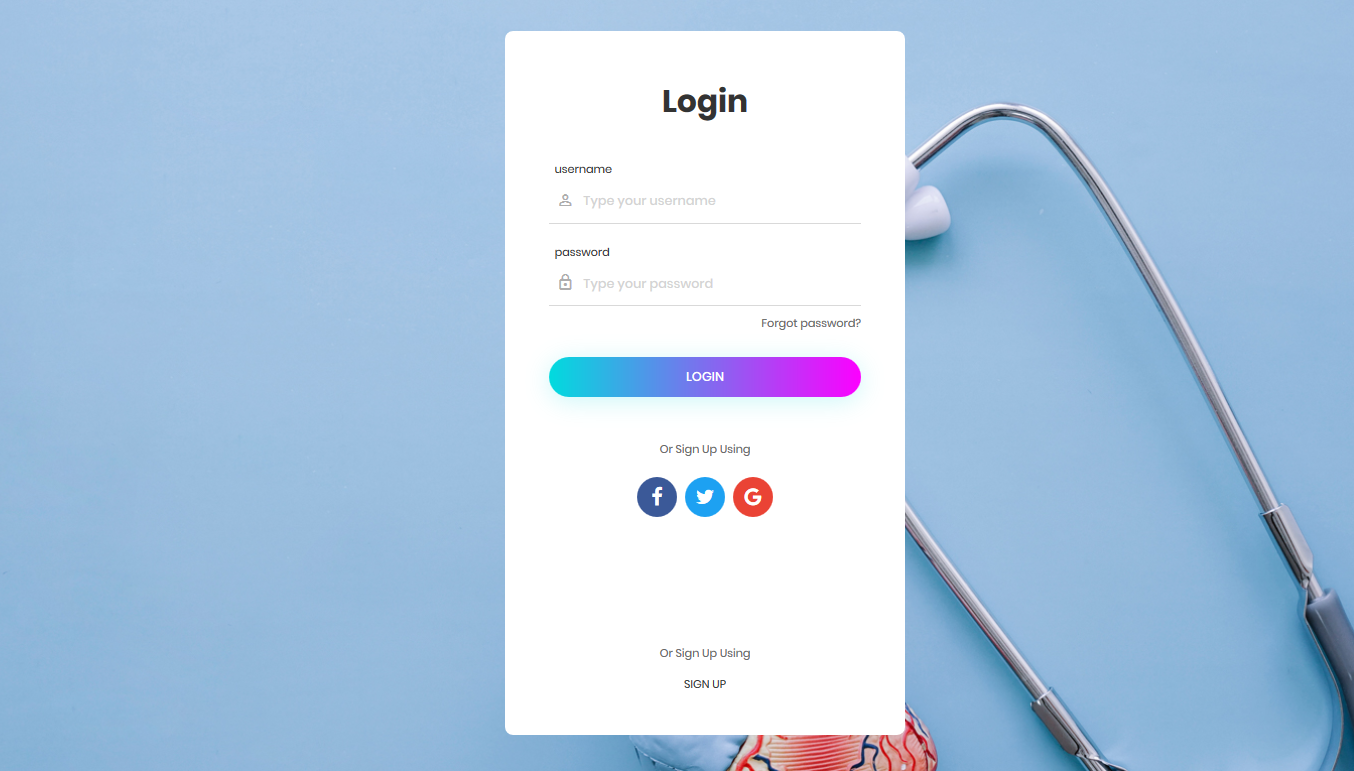 Login
username
Type your username
password
Type your password
Forgot password?
LOGIN
Or Sign Up Using
Or Sign Up Using
SIGN UP